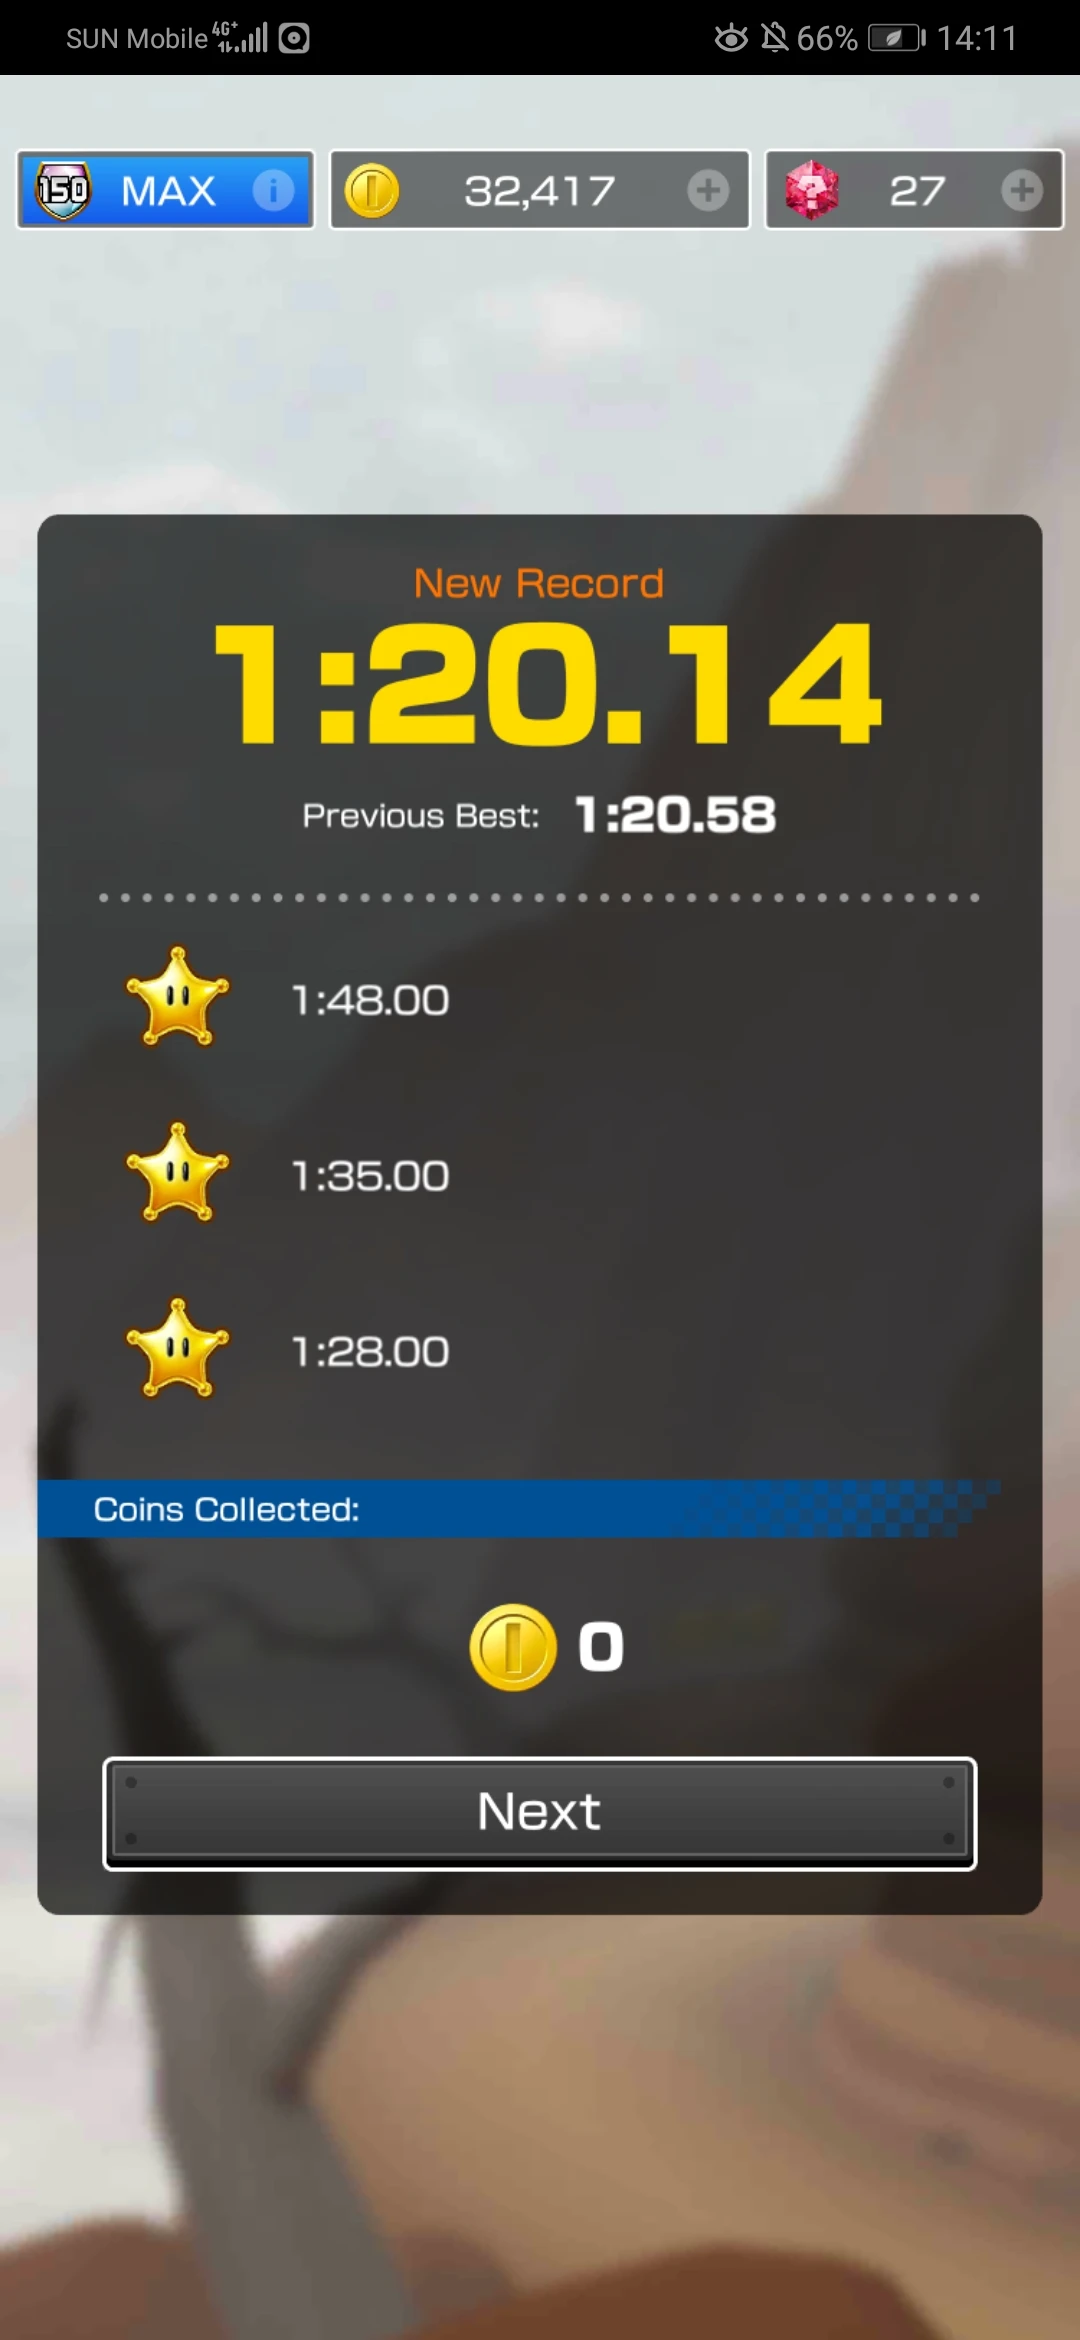 SUN Mobile 4G+ 66% 14:11
150 MAX i 32,417 + 27 +
New Record
1:20.14
Previous Best: 1:20.58
1:48.00
1:35.00
1:28.00
Coins Collected:
0
Next